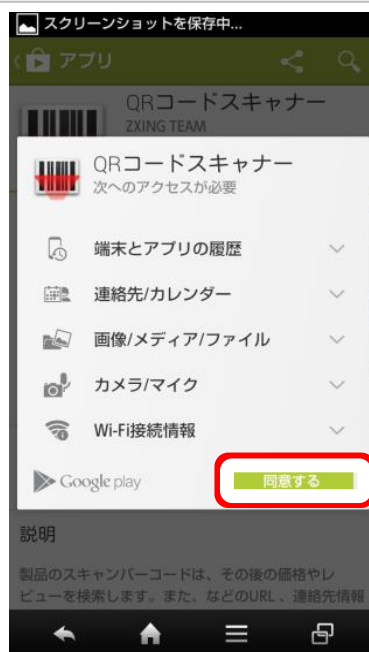 スクリーンショットを保存中...
アプリ
QRコードスキャナー
ZXING TEAM
QRコードスキャナー
次へのアクセスが必要
端末とアプリの履歴
連絡先/カレンダー
画像/メディア/ファイル
カメラ/マイク
Wi-Fi接続情報
Google play
同意する
説明
製品のスキャンバーコードは、その後の価格やレ
ビューを検索します。また、などのURL 、連絡先情報